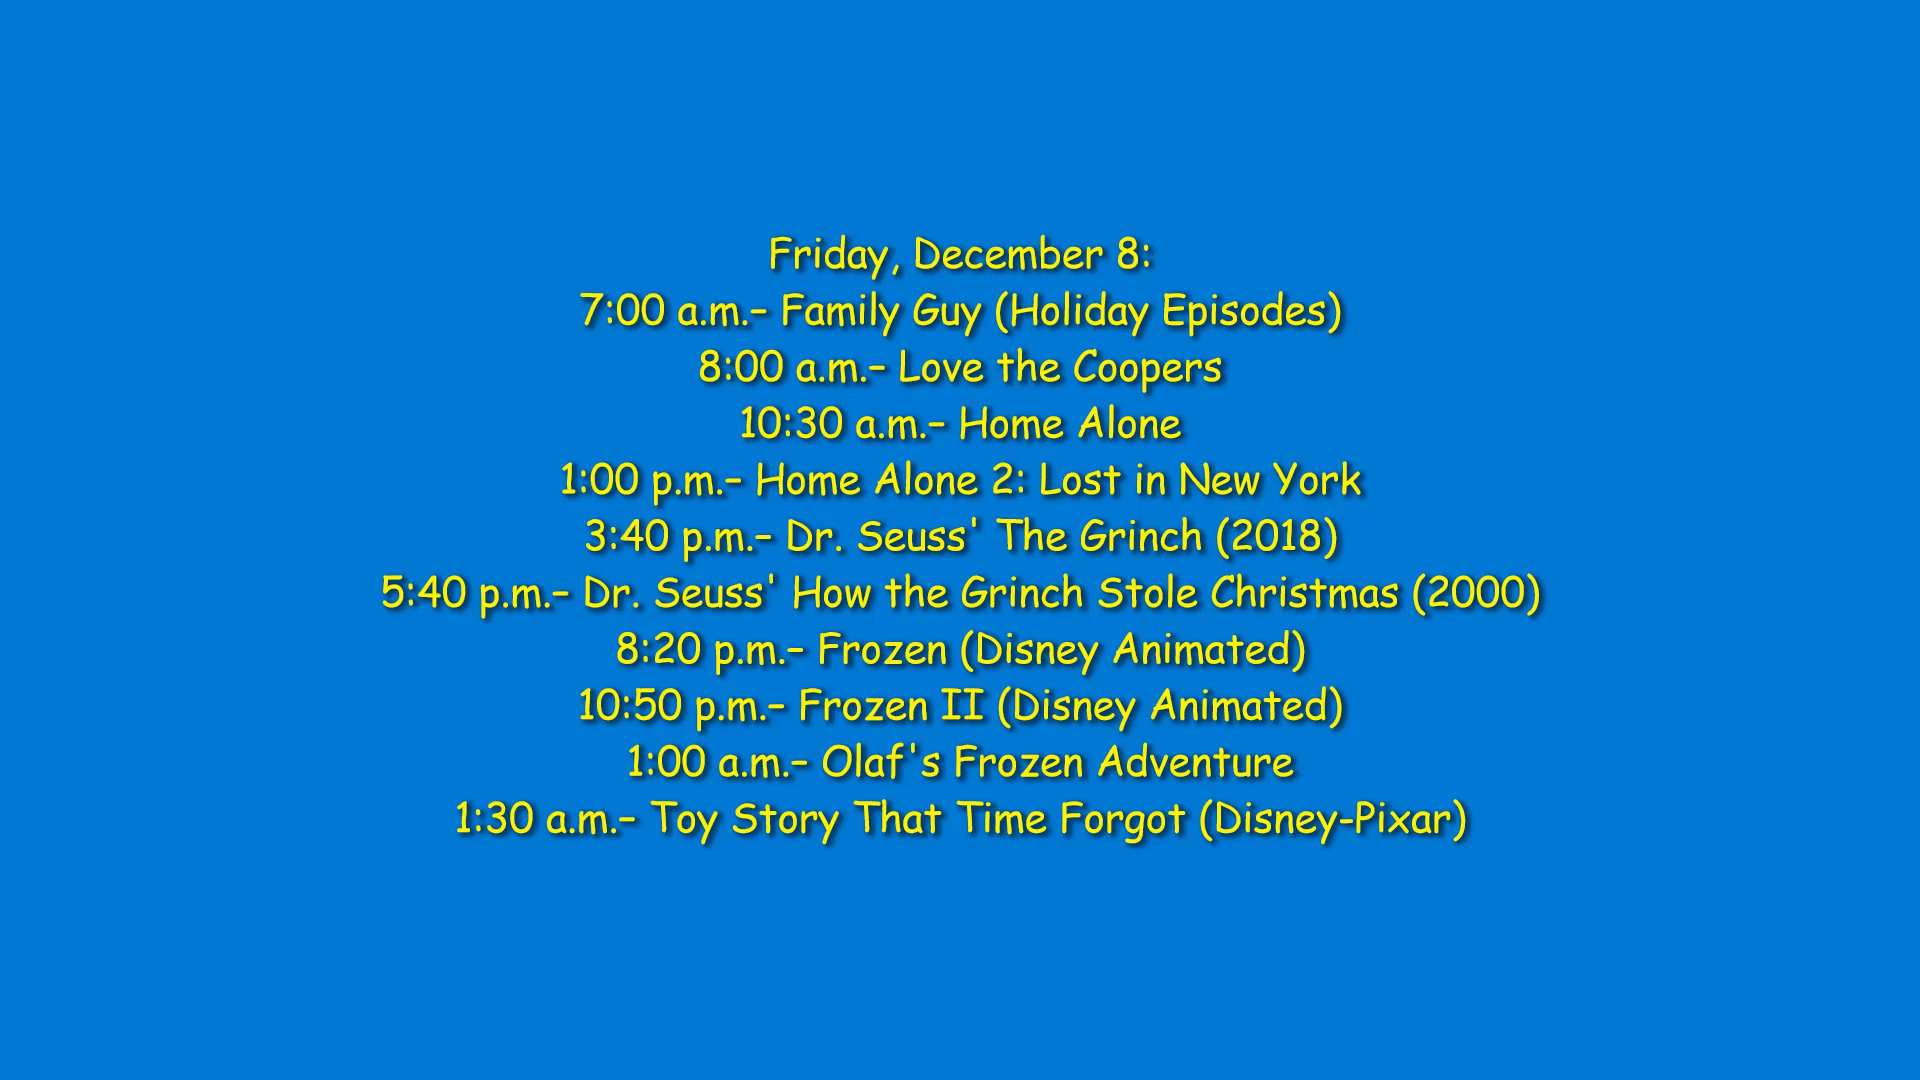 Friday, December 8:
7:00 a.m.– Family Guy (Holiday Episodes)
8:00 a.m.– Love the Coopers
10:30 a.m.– Home Alone
1:00 p.m.– Home Alone 2: Lost in New York
3:40 p.m.– Dr. Seuss' The Grinch (2018)
5:40 p.m.– Dr. Seuss' How the Grinch Stole Christmas (2000)
8:20 p.m.– Frozen (Disney Animated)
10:50 p.m.– Frozen II (Disney Animated)
1:00 a.m.– Olaf's Frozen Adventure
1:30 a.m.– Toy Story That Time Forgot (Disney-Pixar)